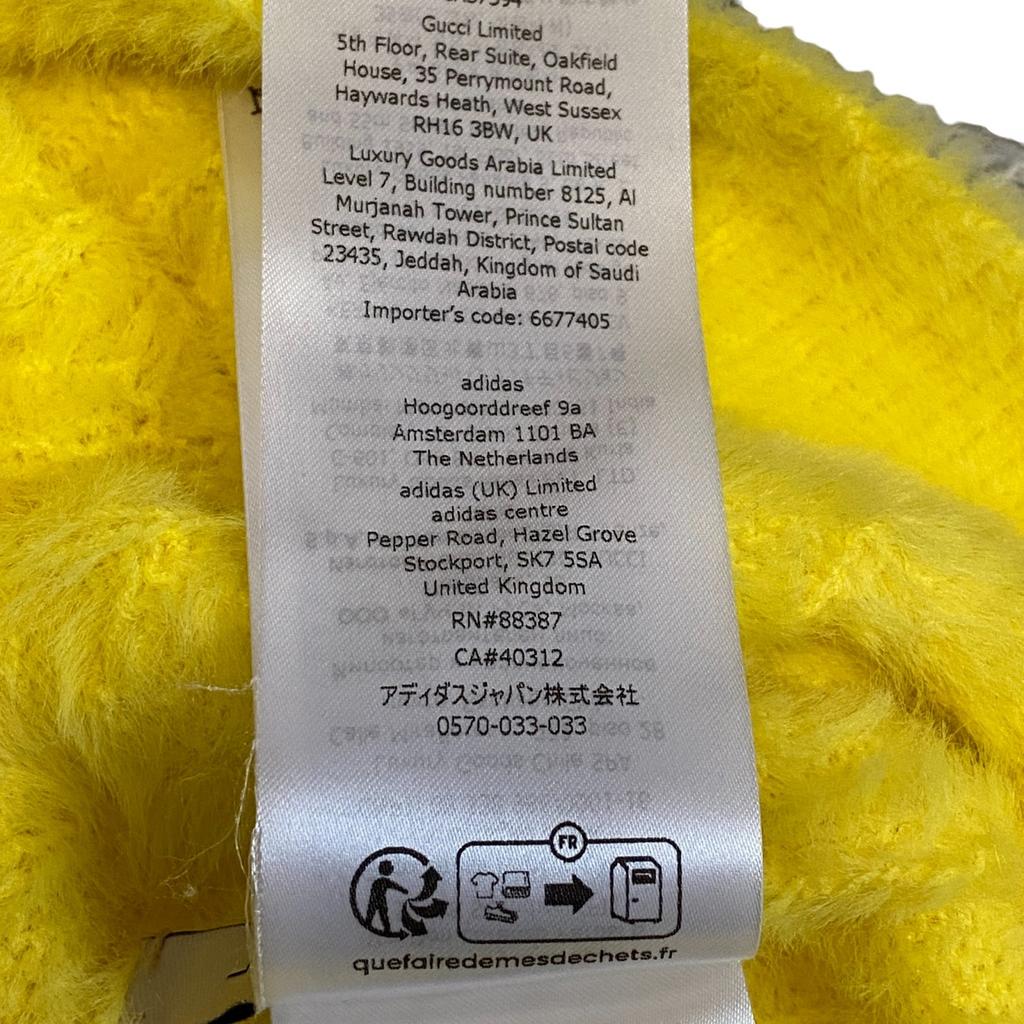 Gucci Limited
5th Floor, Rear Suite, Oakfield
House, 35 Perrymount Road,
Haywards Heath, West Sussex
RH16 3BW, UK
Luxury Goods Arabia Limited
Level 7, Building number 8125, Al
Murjanah Tower, Prince Sultan
Street, Rawdah District, Postal code
23435, Jeddah, Kingdom of Saudi
Arabia
Importer's code: 6677405
adidas
Hoogoorddreef 9a
Amsterdam 1101 BA
The Netherlands
adidas (UK) Limited
adidas centre
Pepper Road, Hazel Grove
Stockport, SK7 5SA
United Kingdom
RN#88387
CA#40312
アディダスジャパン株式会社
0570-033-033
FR
quefairedemesdechets.fr